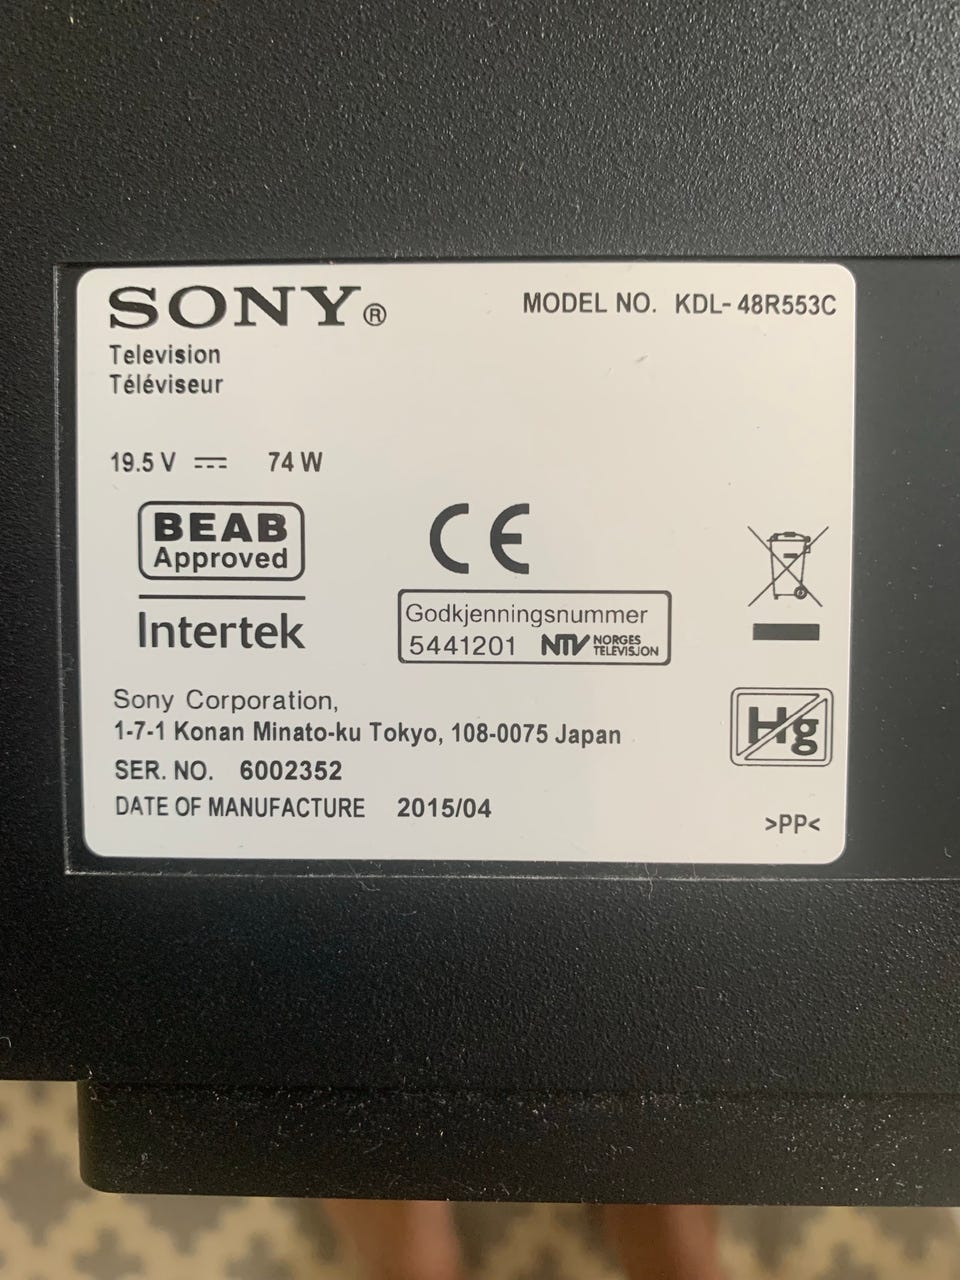 SONY®
MODEL NO. KDL-48R553C
Television
Téléviseur
19.5 V ⎓ 74 W
BEAB
Approved
Intertek
CE
Godkjenningsnummer
5441201 NTV NORGES TELEVISJON
Sony Corporation,
1-7-1 Konan Minato-ku Tokyo, 108-0075 Japan
Hg
SER. NO. 6002352
DATE OF MANUFACTURE 2015/04
>PP<